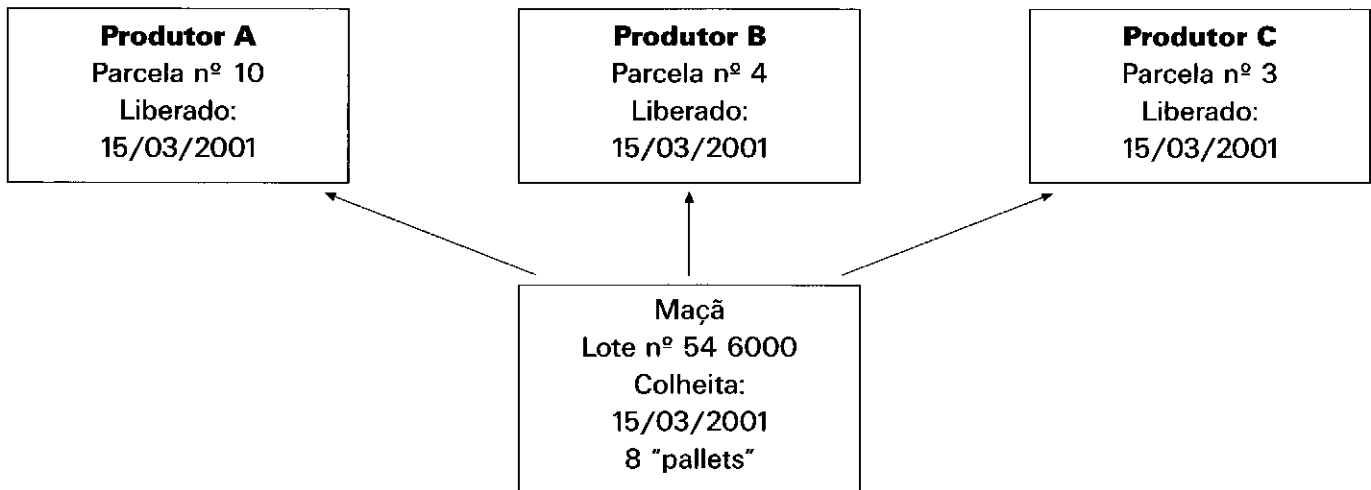 Produtor A
Parcela nº 10
Liberado:
15/03/2001
Produtor B
Parcela nº 4
Liberado:
15/03/2001
Produtor C
Parcela nº 3
Liberado:
15/03/2001
Maçã
Lote nº 54 6000
Colheita:
15/03/2001
8 "pallets"